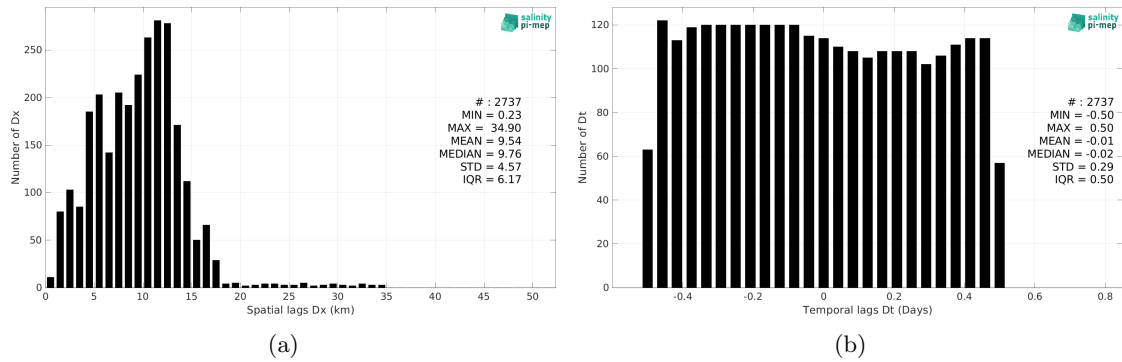 salinity
pi-mep
Number of Dx
250
200
150
100
50
0
# : 2737
MIN = 0.23
MAX = 34.90
MEAN = 9.54
MEDIAN = 9.76
STD = 4.57
IQR = 6.17
0 5 10 15 20 25 30 35 40 45 50
Spatial lags Dx (km)
(a)
salinity
pi-mep
Number of Dt
120
100
80
60
40
20
0
# : 2737
MIN = -0.50
MAX = 0.50
MEAN = -0.01
MEDIAN = -0.02
STD = 0.29
IQR = 0.50
-0.4 -0.2 0 0.2 0.4 0.6 0.8
Temporal lags Dt (Days)
(b)